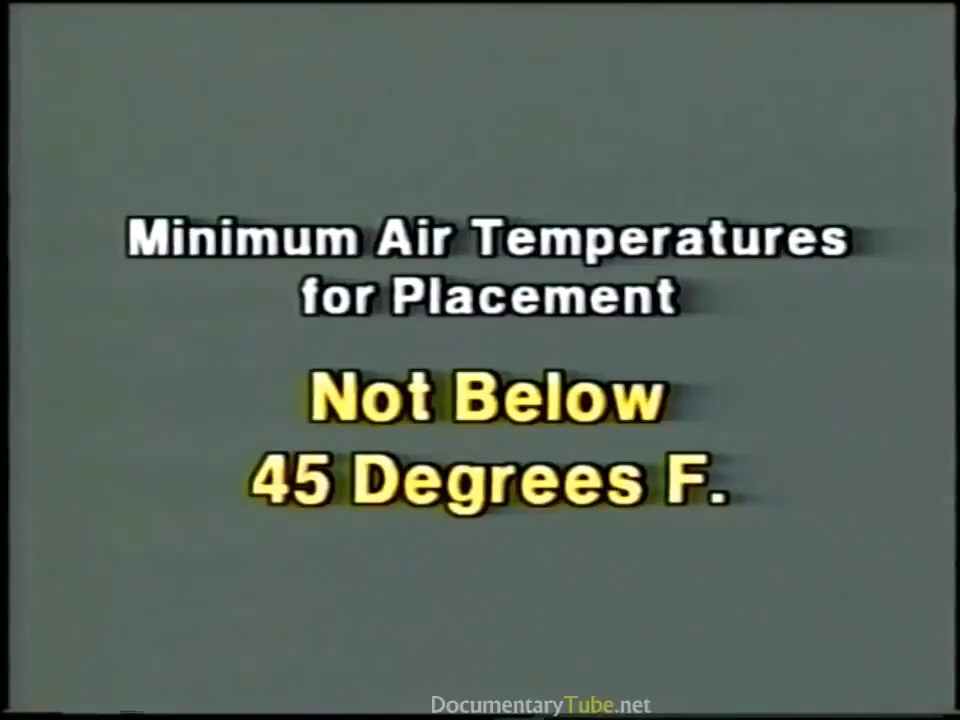 Minimum Air Temperatures
for Placement
Not Below
45 Degrees F.
DocumentaryTube.net